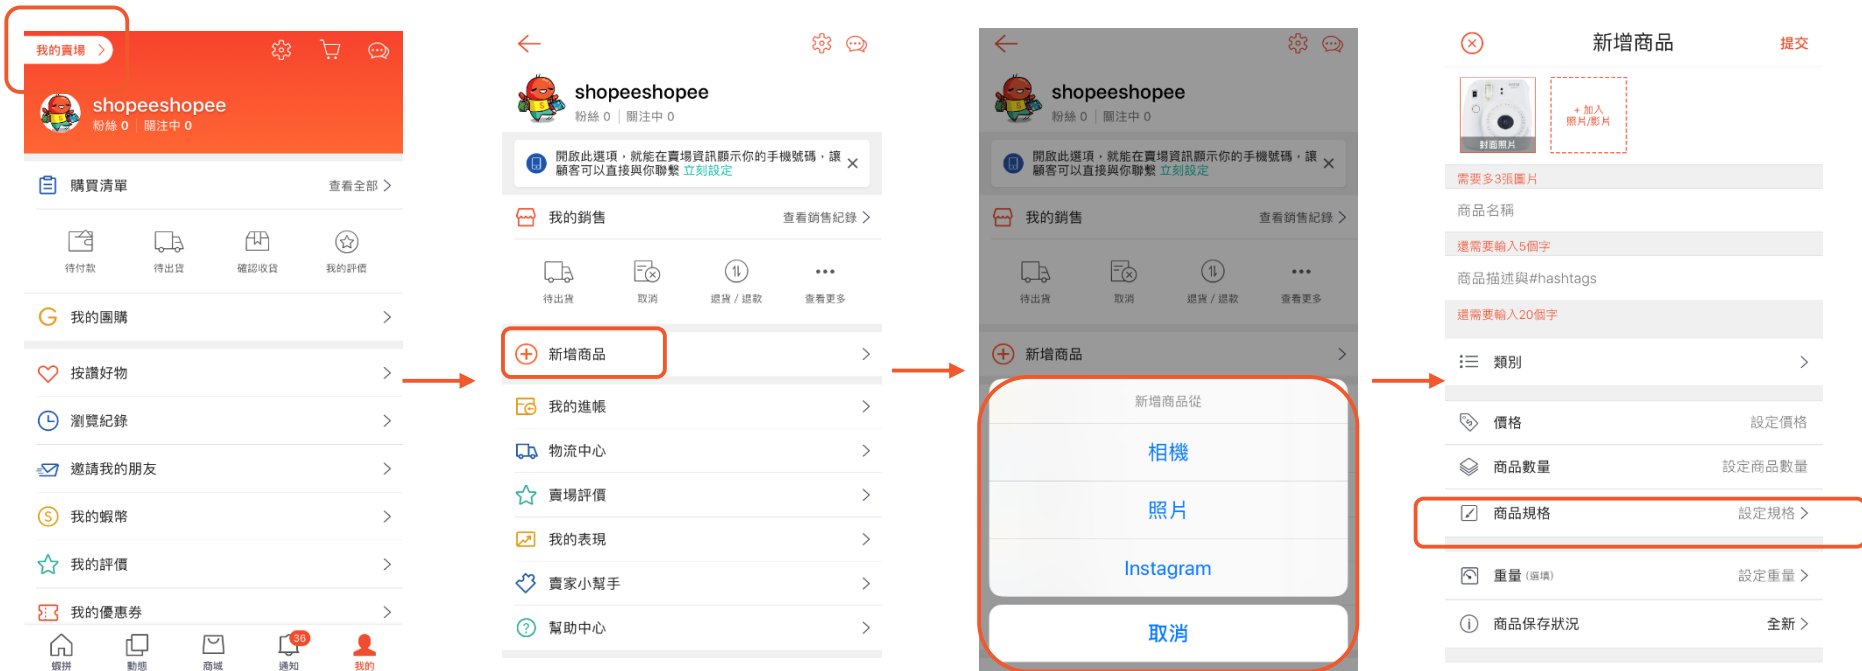 我的賣場
shopeeshopee
粉絲 0 | 關注中 0
購買清單
查看全部
待付款
待出貨
確認收貨
我的評價
我的團購
按讚好物
瀏覽紀錄
邀請我的朋友
我的蝦幣
我的評價
我的優惠券
蝦拼
動態
商城
36
通知
我的
shopeeshopee
粉絲 0 | 關注中 0
開啟此選項，就能在賣場資訊顯示你的手機號碼，讓
顧客可以直接與你聯繫 立刻設定
我的銷售
查看銷售紀錄
待出貨
取消
退貨 / 退款
查看更多
新增商品
我的進帳
物流中心
賣場評價
我的表現
賣家小幫手
幫助中心
shopeeshopee
粉絲 0 | 關注中 0
開啟此選項，就能在賣場資訊顯示你的手機號碼，讓
顧客可以直接與你聯繫 立刻設定
我的銷售
查看銷售紀錄
待出貨
取消
退貨 / 退款
查看更多
新增商品
新增商品從
相機
照片
Instagram
取消
新增商品
提交
封面照片
+ 加入
照片/影片
需要多3張圖片
商品名稱
還需要輸入5個字
商品描述與#hashtags
還需要輸入20個字
類別
價格
設定價格
商品數量
設定商品數量
商品規格
設定規格
重量 (選填)
設定重量
商品保存狀況
全新